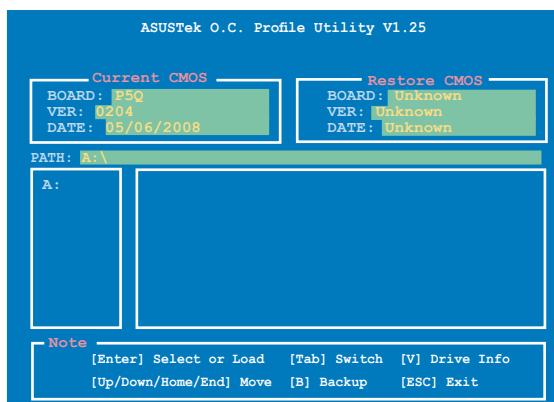 ASUSTek O.C. Profile Utility V1.25
Current CMOS
BOARD: P5Q
VER: 0204
DATE: 05/06/2008
Restore CMOS
BOARD: Unknown
VER: Unknown
DATE: Unknown
PATH: A:\
A:
Note
[Enter] Select or Load [Tab] Switch [V] Drive Info
[Up/Down/Home/End] Move [B] Backup [ESC] Exit